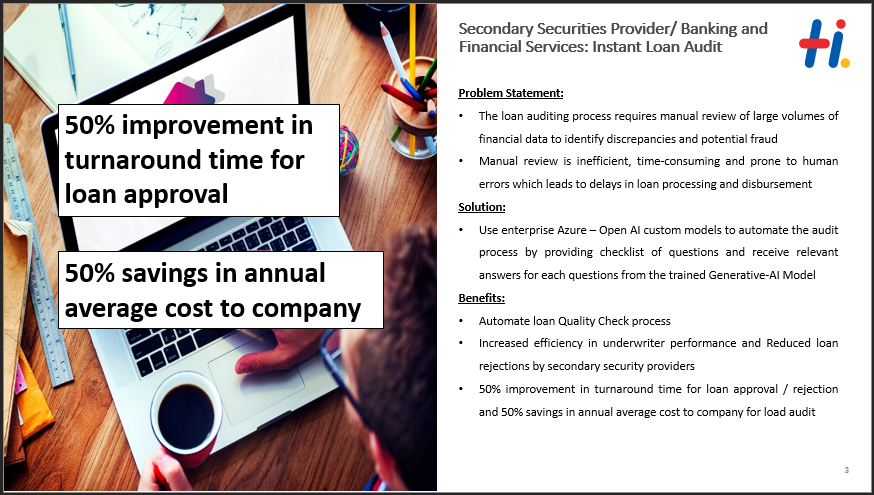 50% improvement in
turnaround time for
loan approval
50% savings in annual
average cost to company
Secondary Securities Provider/ Banking and
Financial Services: Instant Loan Audit
Hi.
Problem Statement:
• The loan auditing process requires manual review of large volumes of
financial data to identify discrepancies and potential fraud
• Manual review is inefficient, time-consuming and prone to human
errors which leads to delays in loan processing and disbursement
Solution:
• Use enterprise Azure – Open AI custom models to automate the audit
process by providing checklist of questions and receive relevant
answers for each questions from the trained Generative-AI Model
Benefits:
• Automate loan Quality Check process
• Increased efficiency in underwriter performance and Reduced loan
rejections by secondary security providers
• 50% improvement in turnaround time for loan approval / rejection
and 50% savings in annual average cost to company for load audit
3